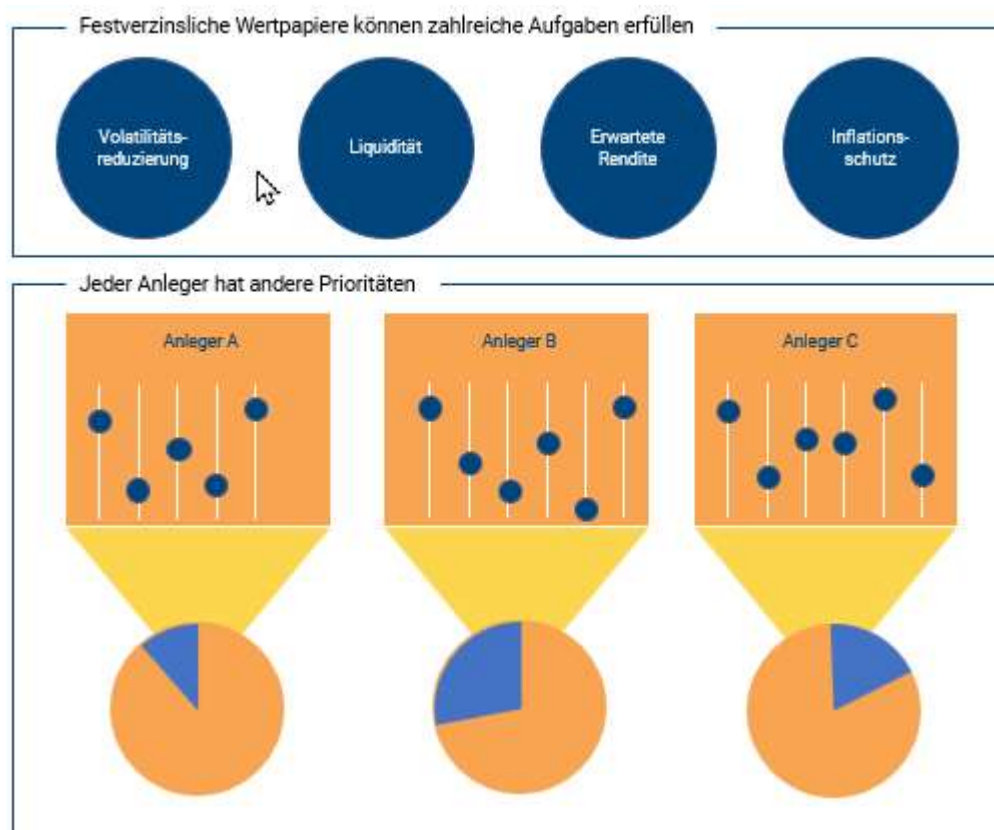 Festverzinsliche Wertpapiere können zahlreiche Aufgaben erfüllen
Volatilitäts-
reduzierung
Liquidität
Erwartete
Rendite
Inflations-
schutz
Jeder Anleger hat andere Prioritäten
Anleger A
Anleger B
Anleger C